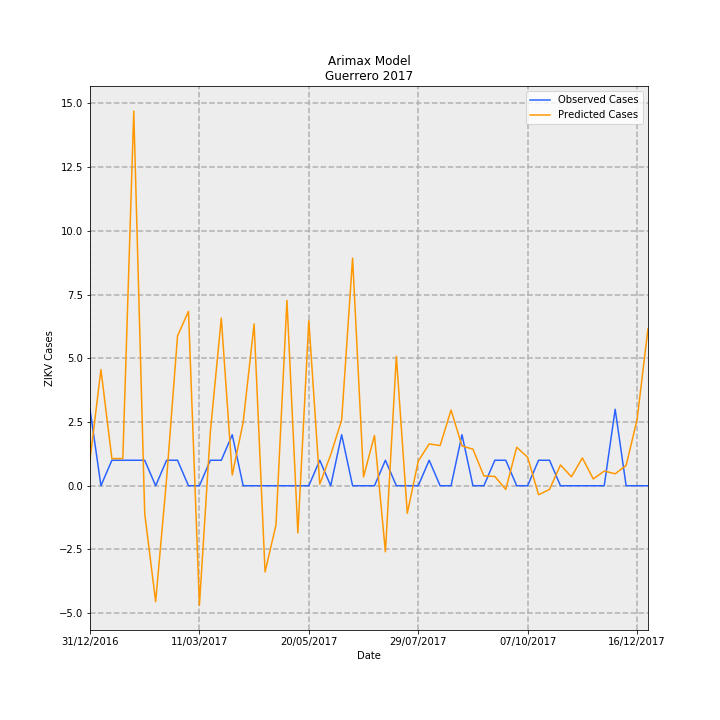 Arimax Model
Guerrero 2017
Observed Cases
Predicted Cases
15.0
12.5
10.0
7.5
5.0
2.5
0.0
−2.5
−5.0
ZIKV Cases
31/12/2016
11/03/2017
20/05/2017
29/07/2017
07/10/2017
16/12/2017
Date